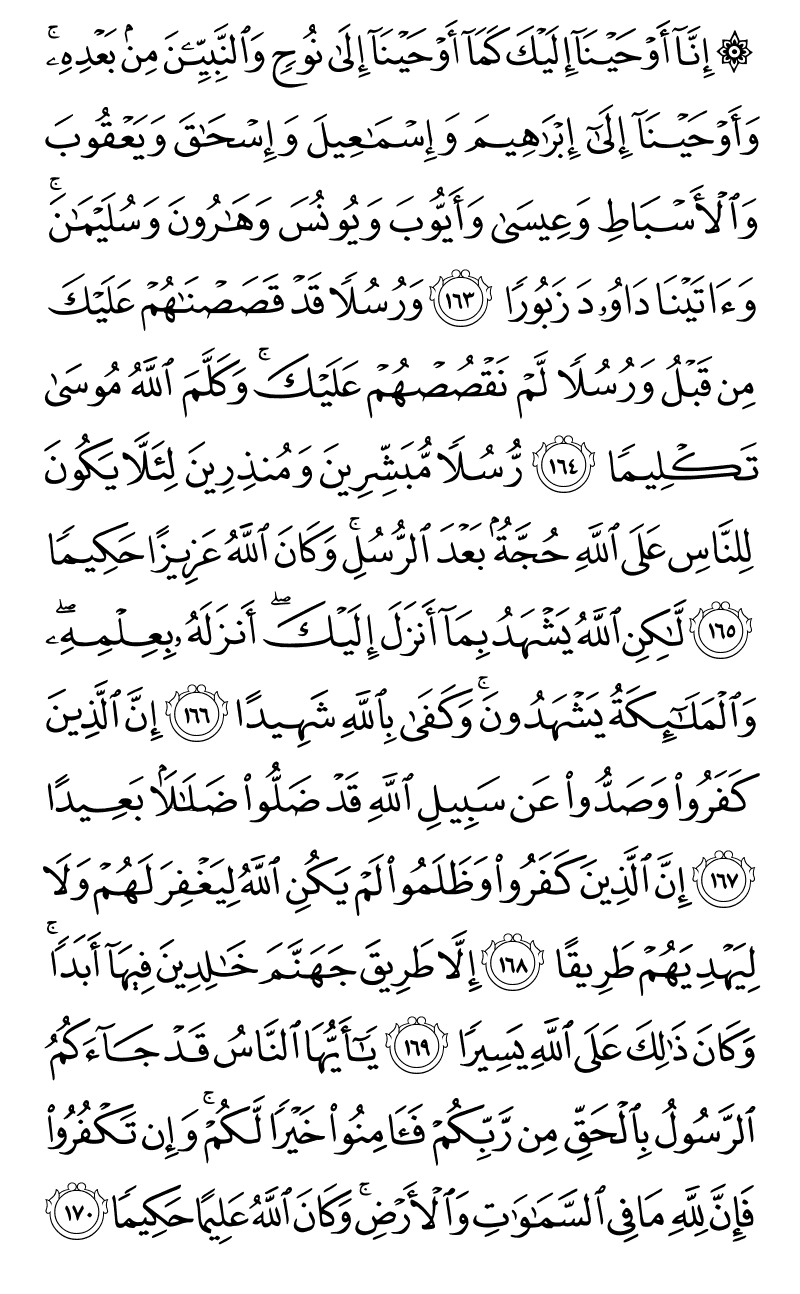 ۞ إِنَّآ أَوۡحَيۡنَآ إِلَيۡكَ كَمَآ أَوۡحَيۡنَآ إِلَىٰ نُوحٖ وَٱلنَّبِيِّـۧنَ مِنۢ بَعۡدِهِۦۚ
وَأَوۡحَيۡنَآ إِلَىٰٓ إِبۡرَٰهِيمَ وَإِسۡمَٰعِيلَ وَإِسۡحَٰقَ وَيَعۡقُوبَ
وَٱلۡأَسۡبَاطِ وَعِيسَىٰ وَأَيُّوبَ وَيُونُسَ وَهَٰرُونَ وَسُلَيۡمَٰنَۚ
وَءَاتَيۡنَا دَاوُۥدَ زَبُورٗا ١٦٣ وَرُسُلٗا قَدۡ قَصَصۡنَٰهُمۡ عَلَيۡكَ
مِن قَبۡلُ وَرُسُلٗا لَّمۡ نَقۡصُصۡهُمۡ عَلَيۡكَۚ وَكَلَّمَ ٱللَّهُ مُوسَىٰ
تَكۡلِيمٗا ١٦٤ رُّسُلٗا مُّبَشِّرِينَ وَمُنذِرِينَ لِئَلَّا يَكُونَ
لِلنَّاسِ عَلَى ٱللَّهِ حُجَّةُۢ بَعۡدَ ٱلرُّسُلِۚ وَكَانَ ٱللَّهُ عَزِيزًا حَكِيمٗا
١٦٥ لَّٰكِنِ ٱللَّهُ يَشۡهَدُ بِمَآ أَنزَلَ إِلَيۡكَۖ أَنزَلَهُۥ بِعِلۡمِهِۦۖ
وَٱلۡمَلَٰٓئِكَةُ يَشۡهَدُونَۚ وَكَفَىٰ بِٱللَّهِ شَهِيدًا ١٦٦ إِنَّ ٱلَّذِينَ
كَفَرُواْ وَصَدُّواْ عَن سَبِيلِ ٱللَّهِ قَدۡ ضَلُّواْ ضَلَٰلَۢا بَعِيدًا
١٦٧ إِنَّ ٱلَّذِينَ كَفَرُواْ وَظَلَمُواْ لَمۡ يَكُنِ ٱللَّهُ لِيَغۡفِرَ لَهُمۡ وَلَا
لِيَهۡدِيَهُمۡ طَرِيقًا ١٦٨ إِلَّا طَرِيقَ جَهَنَّمَ خَٰلِدِينَ فِيهَآ أَبَدٗاۚ
وَكَانَ ذَٰلِكَ عَلَى ٱللَّهِ يَسِيرٗا ١٦٩ يَٰٓأَيُّهَا ٱلنَّاسُ قَدۡ جَآءَكُمُ
ٱلرَّسُولُ بِٱلۡحَقِّ مِن رَّبِّكُمۡ فَـَٔامِنُواْ خَيۡرٗا لَّكُمۡۚ وَإِن تَكۡفُرُواْ
فَإِنَّ لِلَّهِ مَا فِي ٱلسَّمَٰوَٰتِ وَٱلۡأَرۡضِۚ وَكَانَ ٱللَّهُ عَلِيمًا حَكِيمٗا ١٧٠